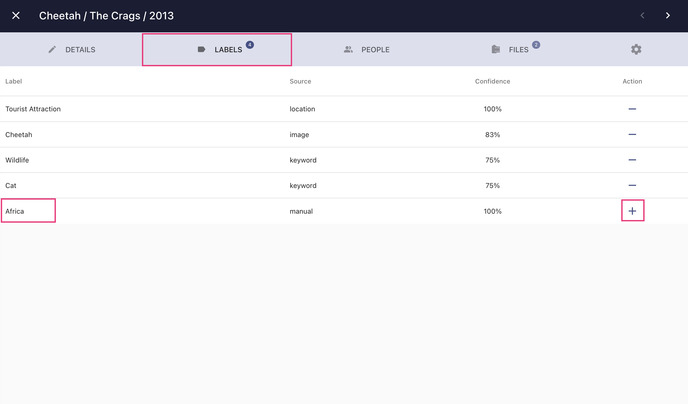 Cheetah / The Crags / 2013
DETAILS
LABELS 4
PEOPLE
FILES 2
Label Source Confidence Action
Tourist Attraction location 100%
Cheetah image 83%
Wildlife keyword 75%
Cat keyword 75%
Africa manual 100%